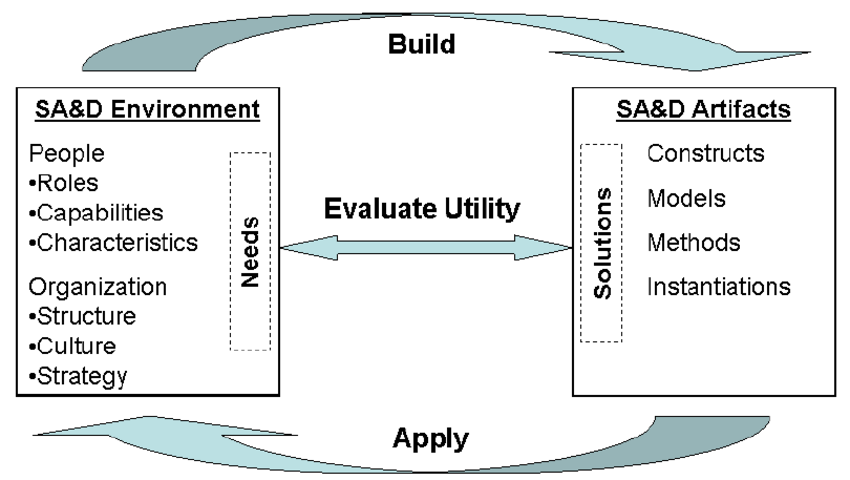 Build
SA&D Environment
People
•Roles
•Capabilities
•Characteristics
Organization
•Structure
•Culture
•Strategy
Needs
Evaluate Utility
SA&D Artifacts
Solutions
Constructs
Models
Methods
Instantiations
Apply